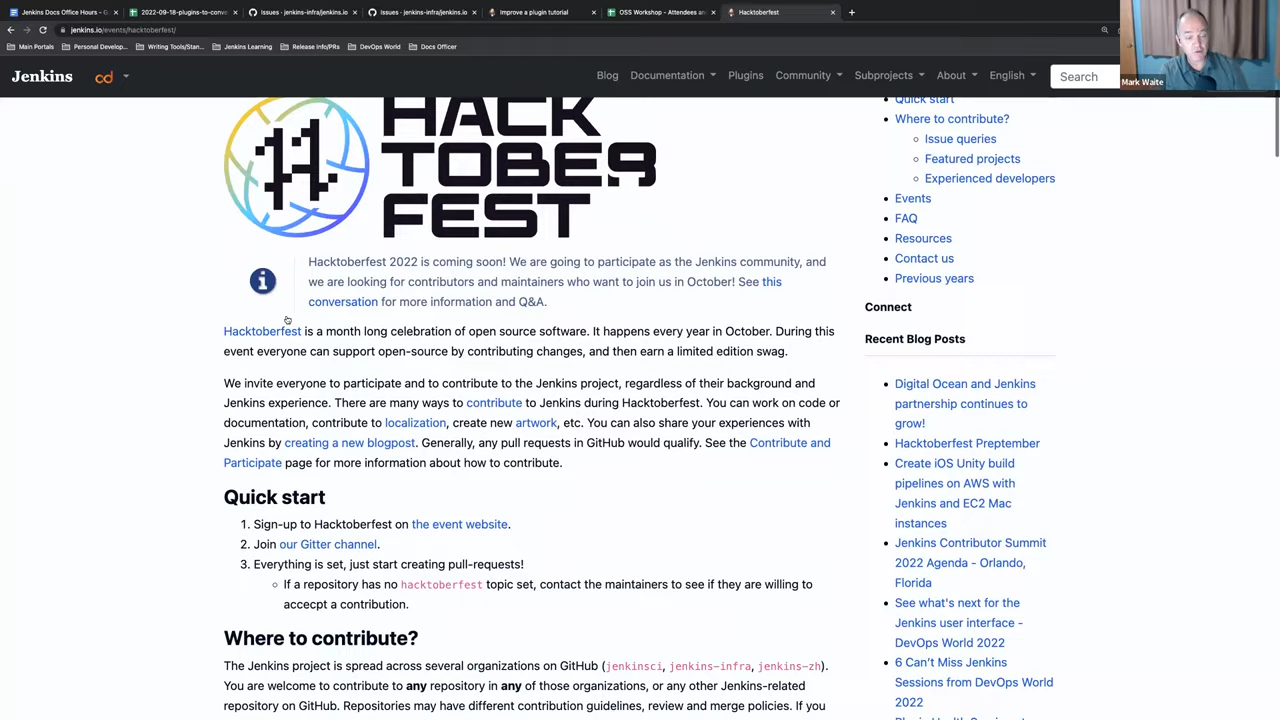 Jenkins Docs Office Hours - G
2022-09-18-plugins-to-conve
Issues · jenkins-infra/jenkins.io
Issues · jenkins-infra/jenkins.io
Improve a plugin tutorial
OSS Workshop - Attendees an
Hacktoberfest
jenkins.io/events/hacktoberfest/
Main Portals
Personal Develop...
Writing Tools/Stan...
Jenkins Learning
Release Info/PRs
DevOps World
Docs Officer
Mark Waite
Jenkins
cd
Blog
Documentation
Plugins
Community
Subprojects
About
English
Search
HACK
TOBER
FEST
Hacktoberfest 2022 is coming soon! We are going to participate as the Jenkins community, and
we are looking for contributors and maintainers who want to join us in October! See this
conversation for more information and Q&A.
Hacktoberfest is a month long celebration of open source software. It happens every year in October. During this
event everyone can support open-source by contributing changes, and then earn a limited edition swag.
We invite everyone to participate and to contribute to the Jenkins project, regardless of their background and
Jenkins experience. There are many ways to contribute to Jenkins during Hacktoberfest. You can work on code or
documentation, contribute to localization, create new artwork, etc. You can also share your experiences with
Jenkins by creating a new blogpost. Generally, any pull requests in GitHub would qualify. See the Contribute and
Participate page for more information about how to contribute.
Quick start
1. Sign-up to Hacktoberfest on the event website.
2. Join our Gitter channel.
3. Everything is set, just start creating pull-requests!
If a repository has no hacktoberfest topic set, contact the maintainers to see if they are willing to
accecpt a contribution.
Where to contribute?
The Jenkins project is spread across several organizations on GitHub (jenkinsci, jenkins-infra, jenkins-zh).
You are welcome to contribute to any repository in any of those organizations, or any other Jenkins-related
repository on GitHub. Repositories may have different contribution guidelines, review and merge policies. If you
Quick start
Where to contribute?
Issue queries
Featured projects
Experienced developers
Events
FAQ
Resources
Contact us
Previous years
Connect
Recent Blog Posts
Digital Ocean and Jenkins
partnership continues to
grow!
Hacktoberfest Preptember
Create iOS Unity build
pipelines on AWS with
Jenkins and EC2 Mac
instances
Jenkins Contributor Summit
2022 Agenda - Orlando,
Florida
See what's next for the
Jenkins user interface -
DevOps World 2022
6 Can't Miss Jenkins
Sessions from DevOps World
2022